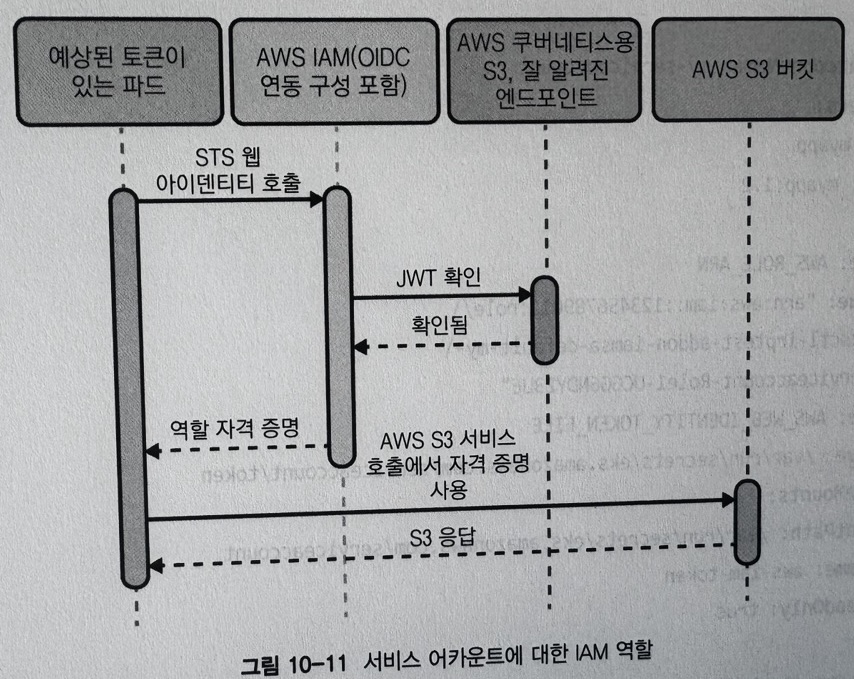 예상된 토큰이
있는 파드
AWS IAM(OIDC
연동 구성 포함)
AWS 쿠버네티스용
S3, 잘 알려진
엔드포인트
AWS S3 버킷
STS 웹
아이덴티티 호출
JWT 확인
확인됨
역할 자격 증명
AWS S3 서비스
호출에서 자격 증명
사용
S3 응답
그림 10-11 서비스 어카운트에 대한 IAM 역할